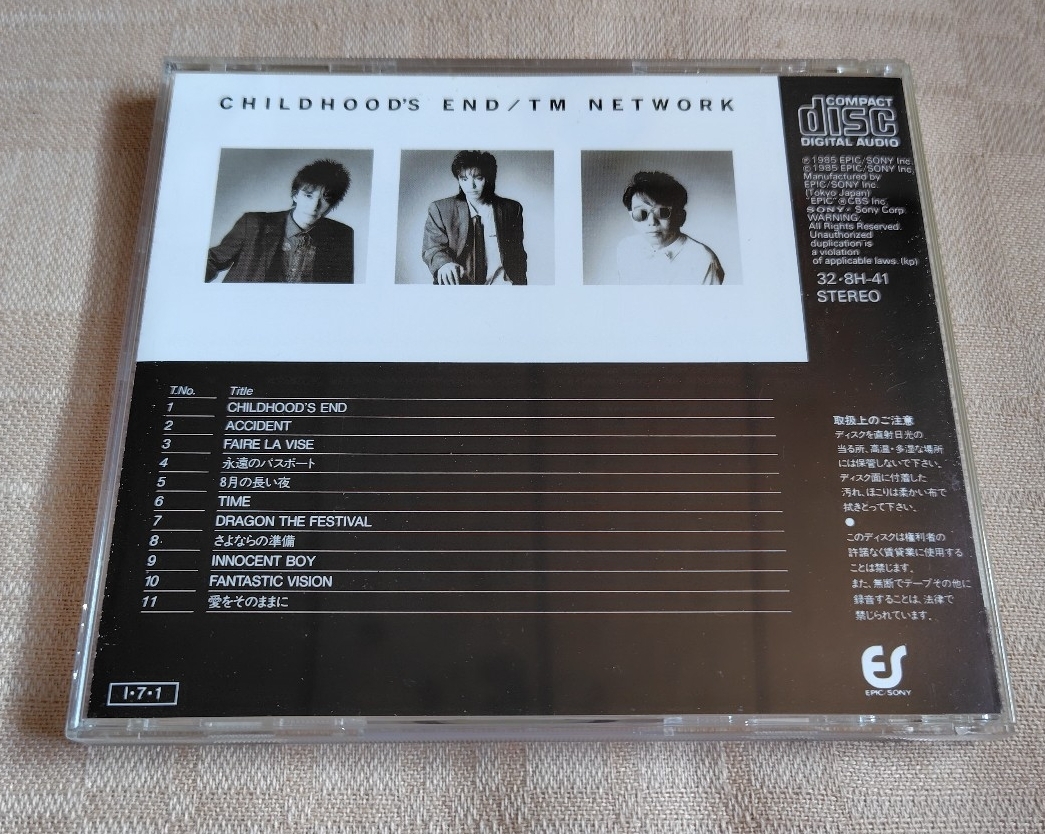 CHILDHOOD'S END/TM NETWORK
COMPACT
disc
DIGITAL AUDIO
℗1985 EPIC/SONY Inc.
©1985 EPIC/SONY Inc.
Manufactured by
EPIC/SONY Inc.
(Tokyo Japan)
"EPIC" ® CBS Inc.
SONY® Sony Corp
WARNING:
All Rights Reserved.
Unauthorized
duplication is
a violation
of applicable laws. (kp)
32・8H-41
STEREO
T.No. Title
1 CHILDHOOD'S END
2 ACCIDENT
3 FAIRE LA VISE
4 永遠のパスポート
5 8月の長い夜
6 TIME
7 DRAGON THE FESTIVAL
8 さよならの準備
9 INNOCENT BOY
10 FANTASTIC VISION
11 愛をそのままに
取扱上のご注意
ディスクを直射日光の
当る所、高温・多湿な場所
には保管しないで下さい。
ディスク面に付着した
汚れ、ほこりは柔かい布で
拭きとって下さい。
●
このディスクは権利者の
許諾なく賃貸業に使用する
ことは禁じます。
また、無断でテープその他に
録音することは、法律で
禁じられています。
ES
EPIC/SONY
I・7・1